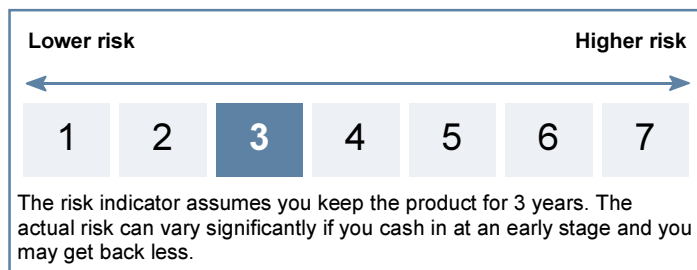 Lower risk Higher risk
1 2 3 4 5 6 7
The risk indicator assumes you keep the product for 3 years. The
actual risk can vary significantly if you cash in at an early stage and you
may get back less.